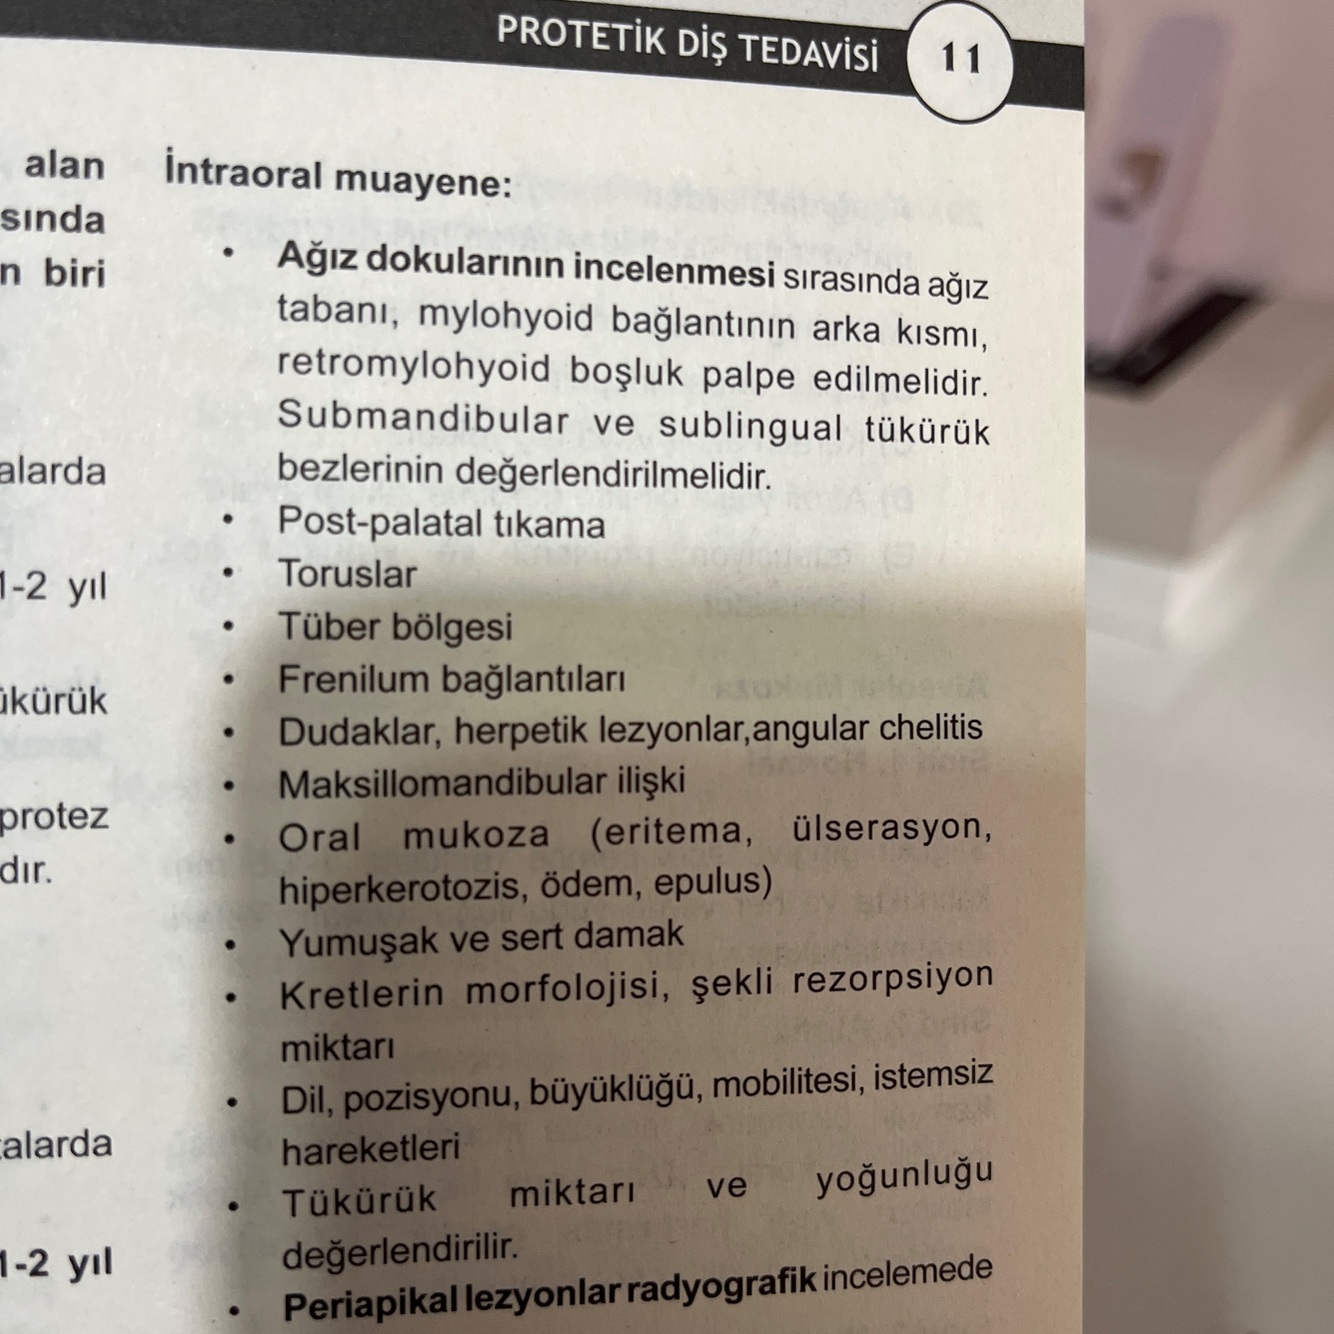 PROTETİK DİŞ TEDAVİSİ
11
alan
sında
n biri
alarda
1-2 yıl
ükürük
protez
dır.
alarda
1-2 yıl
İntraoral muayene:
• Ağız dokularının incelenmesi sırasında ağız
tabanı, mylohyoid bağlantının arka kısmı,
retromylohyoid boşluk palpe edilmelidir.
Submandibular ve sublingual tükürük
bezlerinin değerlendirilmelidir.
• Post-palatal tıkama
• Toruslar
• Tüber bölgesi
• Frenilum bağlantıları
• Dudaklar, herpetik lezyonlar,angular chelitis
• Maksillomandibular ilişki
• Oral mukoza (eritema, ülserasyon,
hiperkerotozis, ödem, epulus)
• Yumuşak ve sert damak
• Kretlerin morfolojisi, şekli rezorpsiyon
miktarı
• Dil, pozisyonu, büyüklüğü, mobilitesi, istemsiz
hareketleri
• Tükürük miktarı ve yoğunluğu
değerlendirilir.
• Periapikal lezyonlar radyografik incelemede